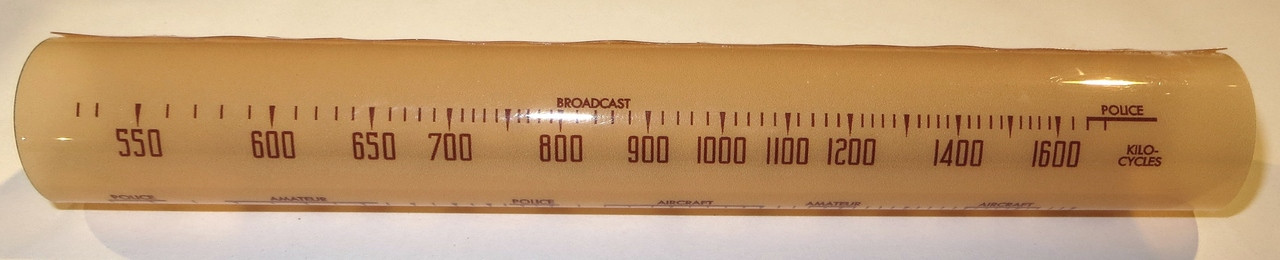 BROADCAST POLICE
550 600 650 700 800 900 1000 1100 1200 1400 1600 KILO-
CYCLES
POLICE AMATEUR POLICE AIRCRAFT AMATEUR AIRCRAFT